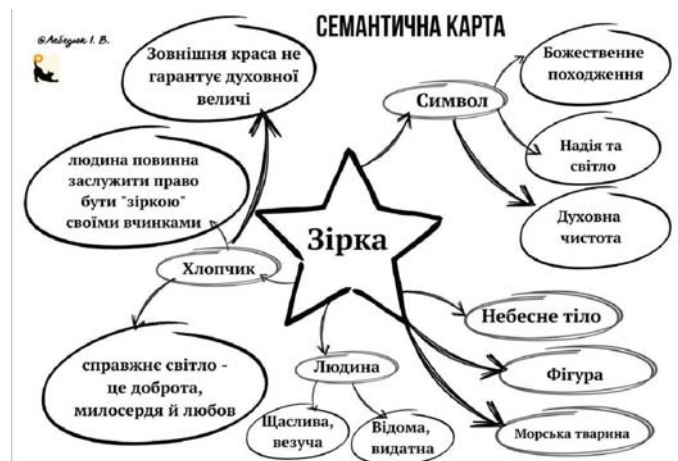 СЕМАНТИЧНА КАРТА
@Лебедюк І. В.
Зовнішня краса не
гарантує духовної
величі
людина повинна
заслужити право
бути "зіркою"
своїми вчинками
Хлопчик
справжнє світло -
це доброта,
милосердя й любов
Зірка
Символ
Божественне
походження
Надія та
світло
Духовна
чистота
Небесне тіло
Фігура
Морська тварина
Людина
Щаслива,
везуча
Відома,
видатна